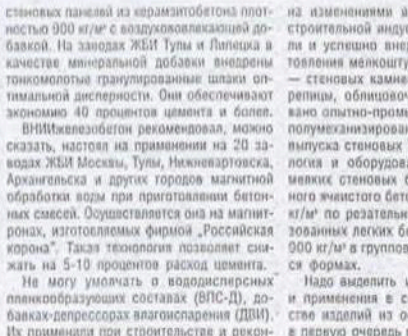 стеновых панелей из керамзитобетона плот-
ностью 900 кг/м³ с воздухововлекающей до-
бавкой. На заводах ЖБИ Тулы и Липецка в
качестве минеральной добавки внедрены
тонкомолотые гранулированные шлаки оп-
тимальной дисперности. Они обеспечивают
экономию 40 процентов цемента и более.
ВНИИжелезобетон рекомендовал, можно
сказать, настоял на применении на 20 за-
водах ЖБИ Москвы, Тулы, Нижневартовска,
Архангельска и других городов магнитной
обработки воды при приготовлении бетон-
ных смесей. Осуществляется она на магнит-
ронах, изготовляемых фирмой „Российская
корона". Такая технология позволяет сни-
жать на 5-10 процентов расход цемента.
Не могу умолчать о вододисперсных
пленкообразующих составах (ВПС-Д), до-
бавках-депрессорах влагоиспарения (ДВИ).
Их применили при строительстве и рекон-
на изменениями в
строительной индус
ли и успешно внед
товления мелкошту
— стеновых камне
репицы, облицовоч
вано опытно-промы
полумеханизирован
выпуска стеновых
логия и оборудова
мелких стеновых б
ного ячеистого бет
кг/м³ по резательн
зованных легких бе
900 кг/м³ в группов
ся формах.
Надо выделить и
и применения в с
стве изделий из о
в первую очередь